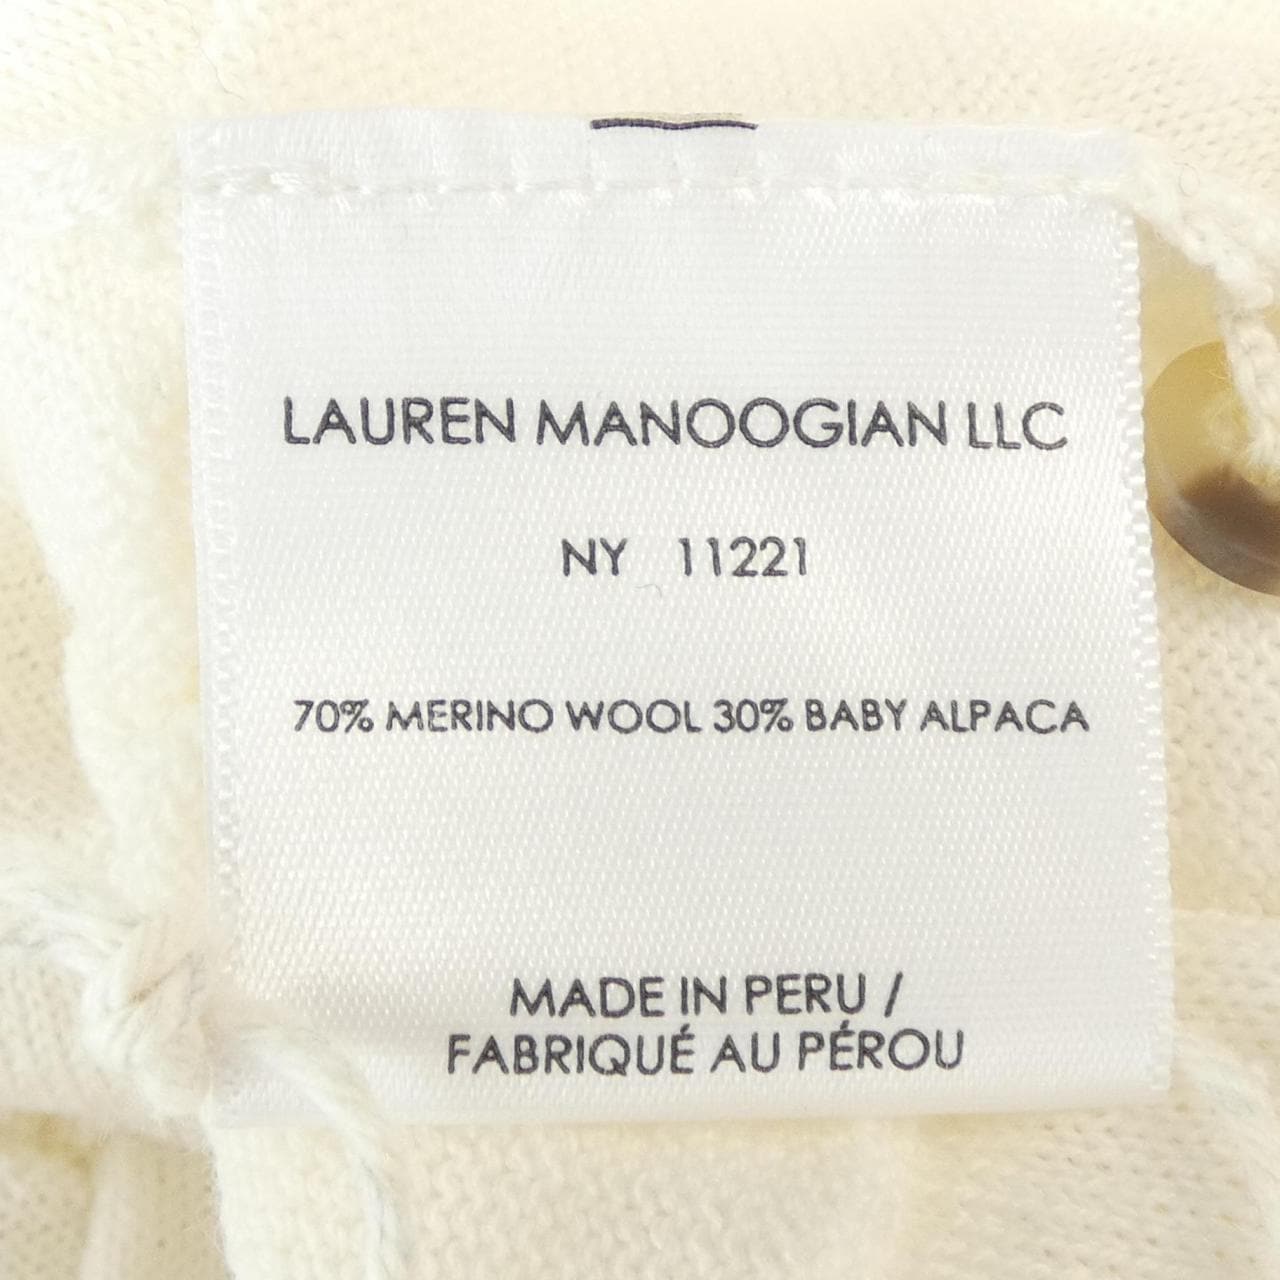 LAUREN MANOOGIAN LLC
NY 11221
70% MERINO WOOL 30% BABY ALPACA
MADE IN PERU /
FABRIQUÉ AU PÉROU